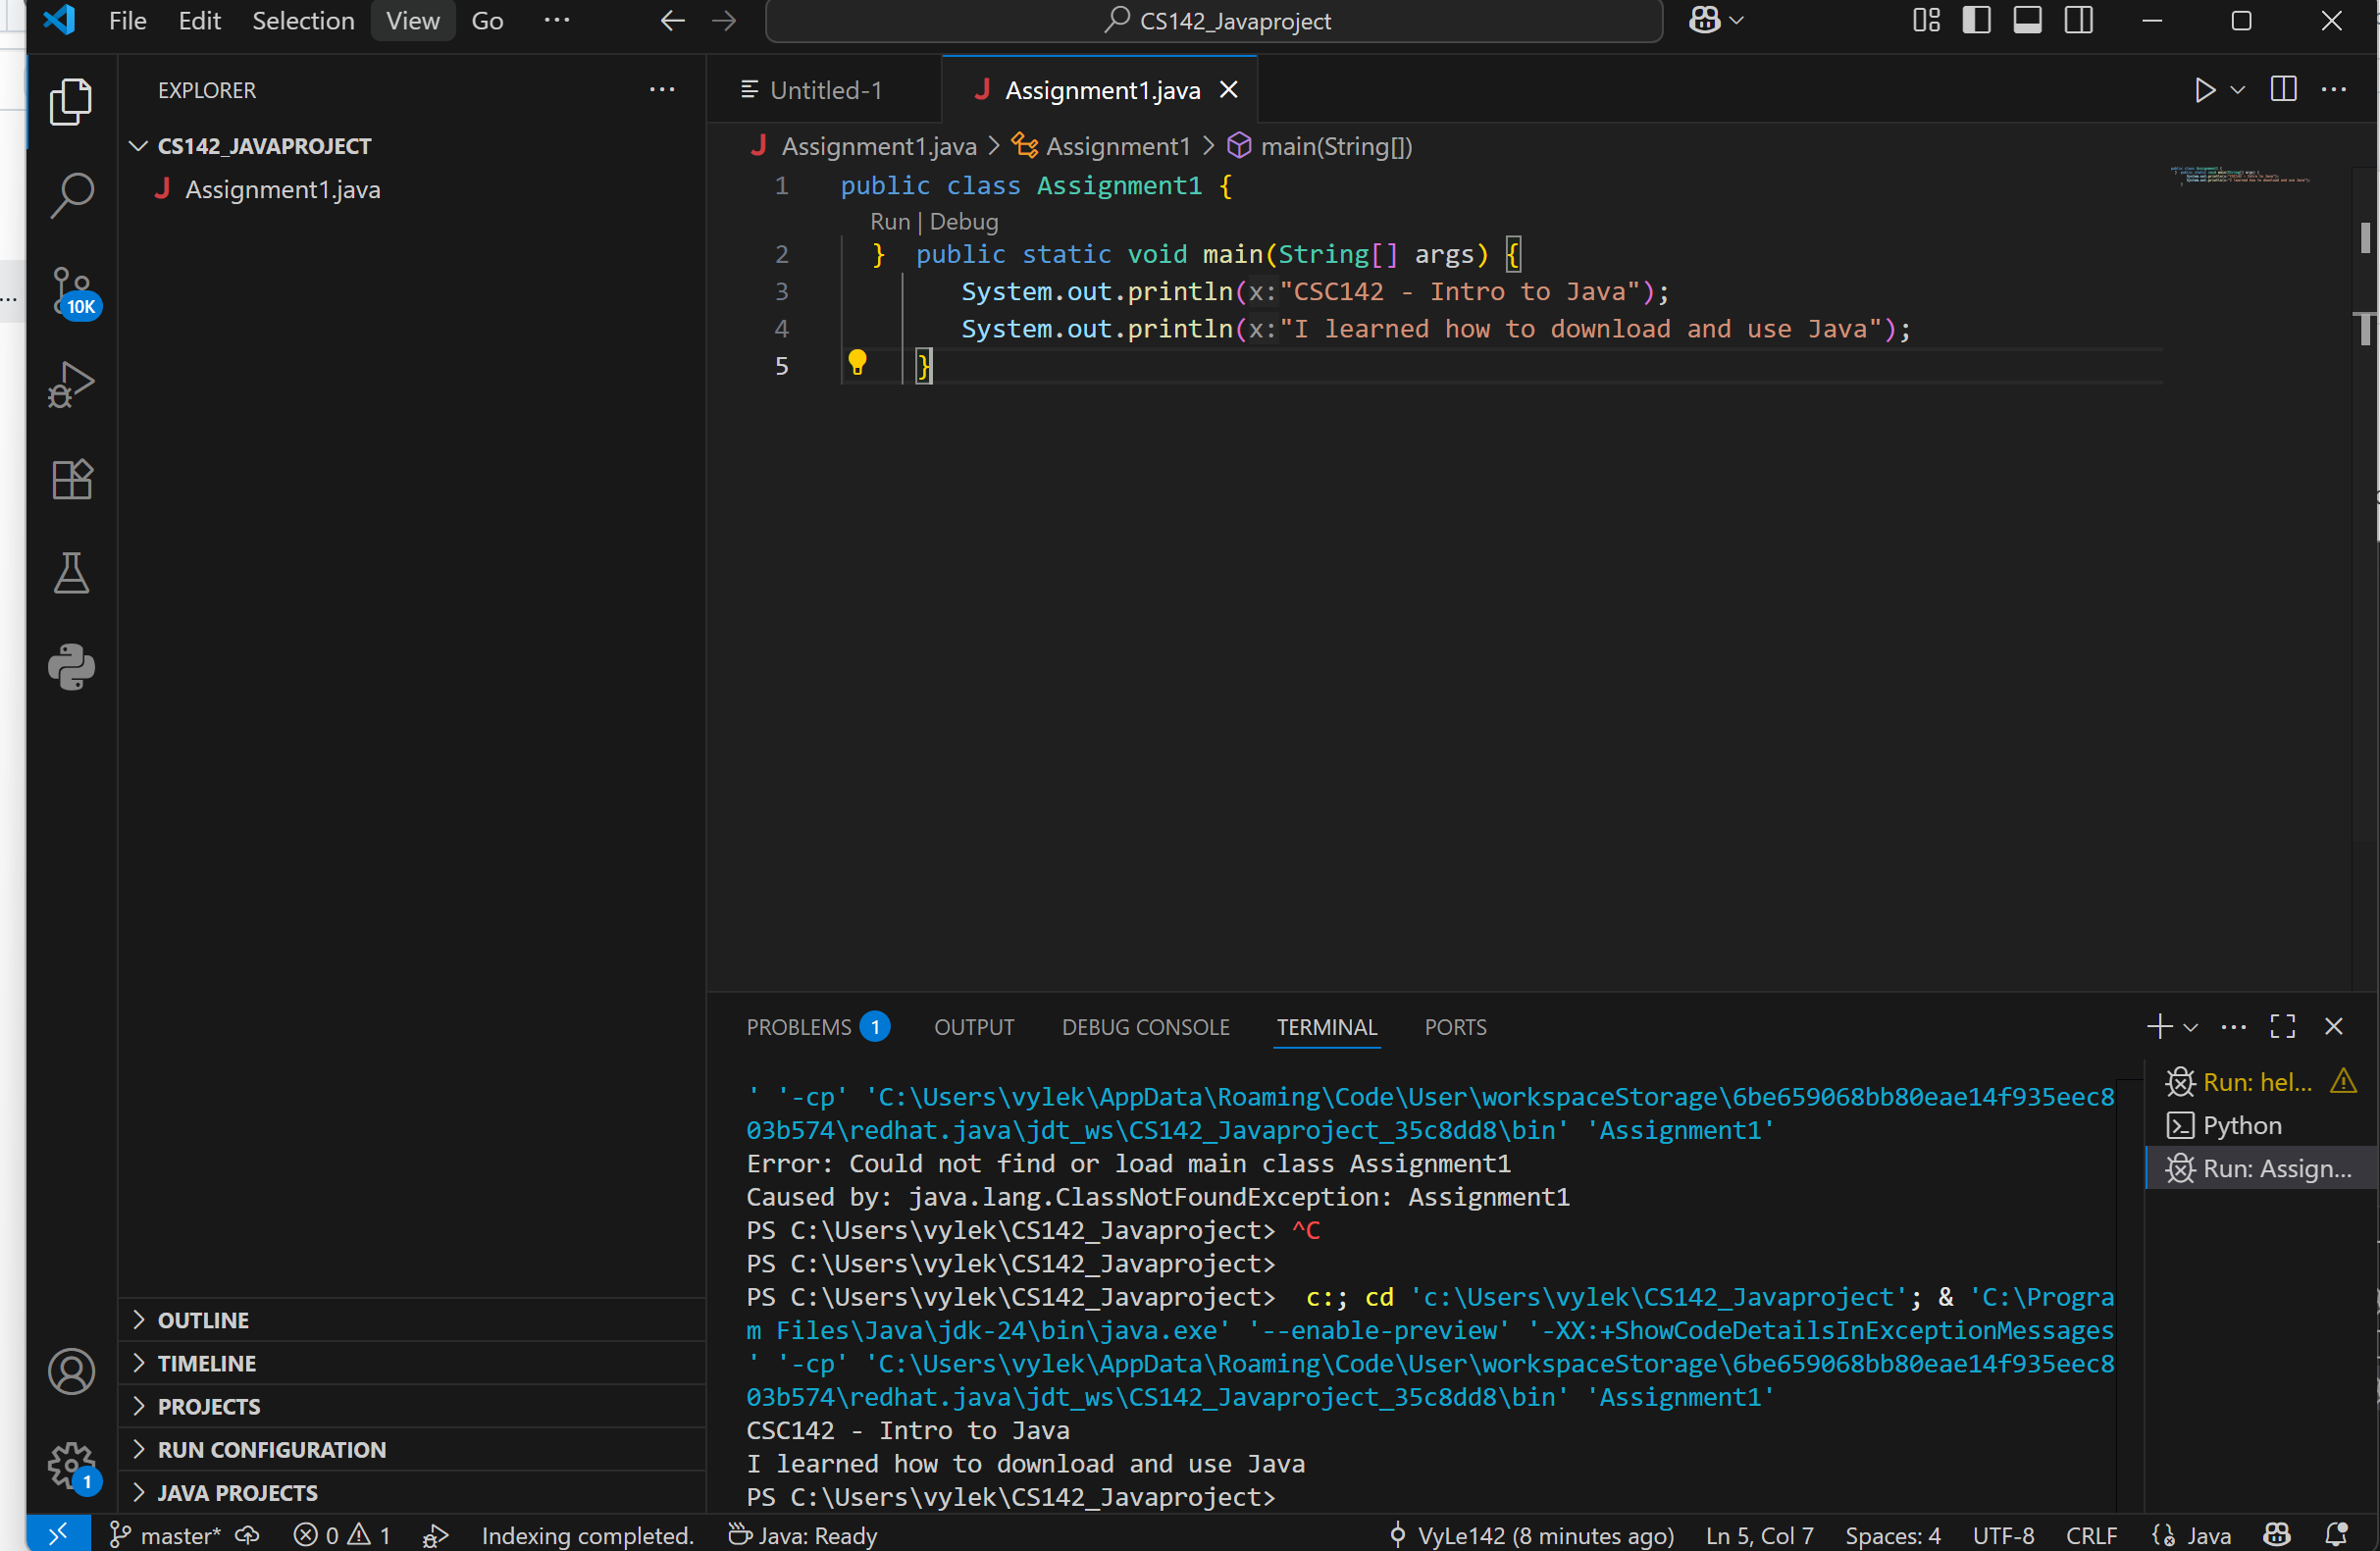 File Edit Selection View Go ··· CS142_Javaproject
EXPLORER ···
CS142_JAVAPROJECT
Assignment1.java
10K
Untitled-1 Assignment1.java
Assignment1.java > Assignment1 > main(String[])
1 public class Assignment1 {
Run | Debug
2 } public static void main(String[] args) {
3 System.out.println(x:"CSC142 - Intro to Java");
4 System.out.println(x:"I learned how to download and use Java");
5 }
PROBLEMS 1 OUTPUT DEBUG CONSOLE TERMINAL PORTS
' '-cp' 'C:\Users\vylek\AppData\Roaming\Code\User\workspaceStorage\6be659068bb80eae14f935eec8
03b574\redhat.java\jdt_ws\CS142_Javaproject_35c8dd8\bin' 'Assignment1'
Error: Could not find or load main class Assignment1
Caused by: java.lang.ClassNotFoundException: Assignment1
PS C:\Users\vylek\CS142_Javaproject> ^C
PS C:\Users\vylek\CS142_Javaproject>
PS C:\Users\vylek\CS142_Javaproject>  c:; cd 'c:\Users\vylek\CS142_Javaproject'; & 'C:\Progra
m Files\Java\jdk-24\bin\java.exe' '--enable-preview' '-XX:+ShowCodeDetailsInExceptionMessages
' '-cp' 'C:\Users\vylek\AppData\Roaming\Code\User\workspaceStorage\6be659068bb80eae14f935eec8
03b574\redhat.java\jdt_ws\CS142_Javaproject_35c8dd8\bin' 'Assignment1'
CSC142 - Intro to Java
I learned how to download and use Java
PS C:\Users\vylek\CS142_Javaproject>
Run: hel...
Python
Run: Assign...
OUTLINE
TIMELINE
PROJECTS
RUN CONFIGURATION
JAVA PROJECTS
1
master* 0 1 Indexing completed. Java: Ready VyLe142 (8 minutes ago) Ln 5, Col 7 Spaces: 4 UTF-8 CRLF Java